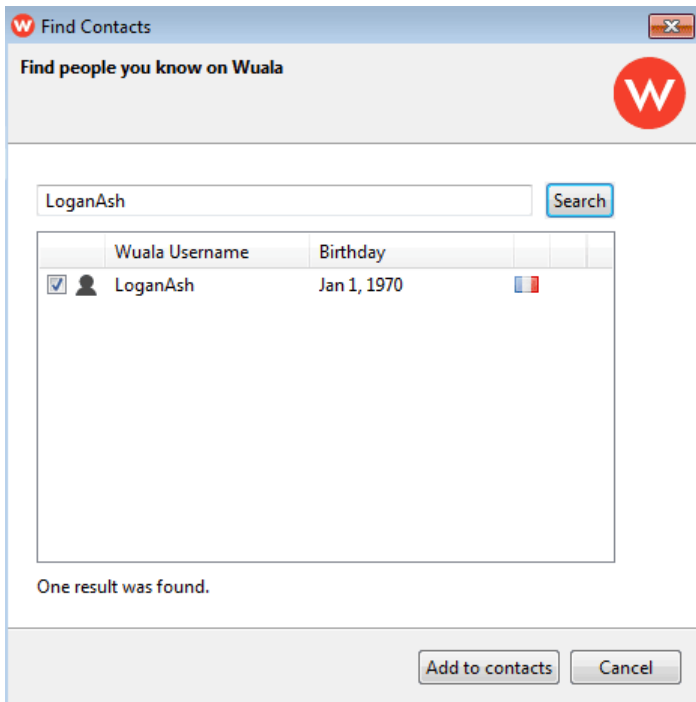 W Find Contacts
Find people you know on Wuala
W
LoganAsh Search
Wuala Username Birthday
LoganAsh Jan 1, 1970
One result was found.
Add to contacts Cancel